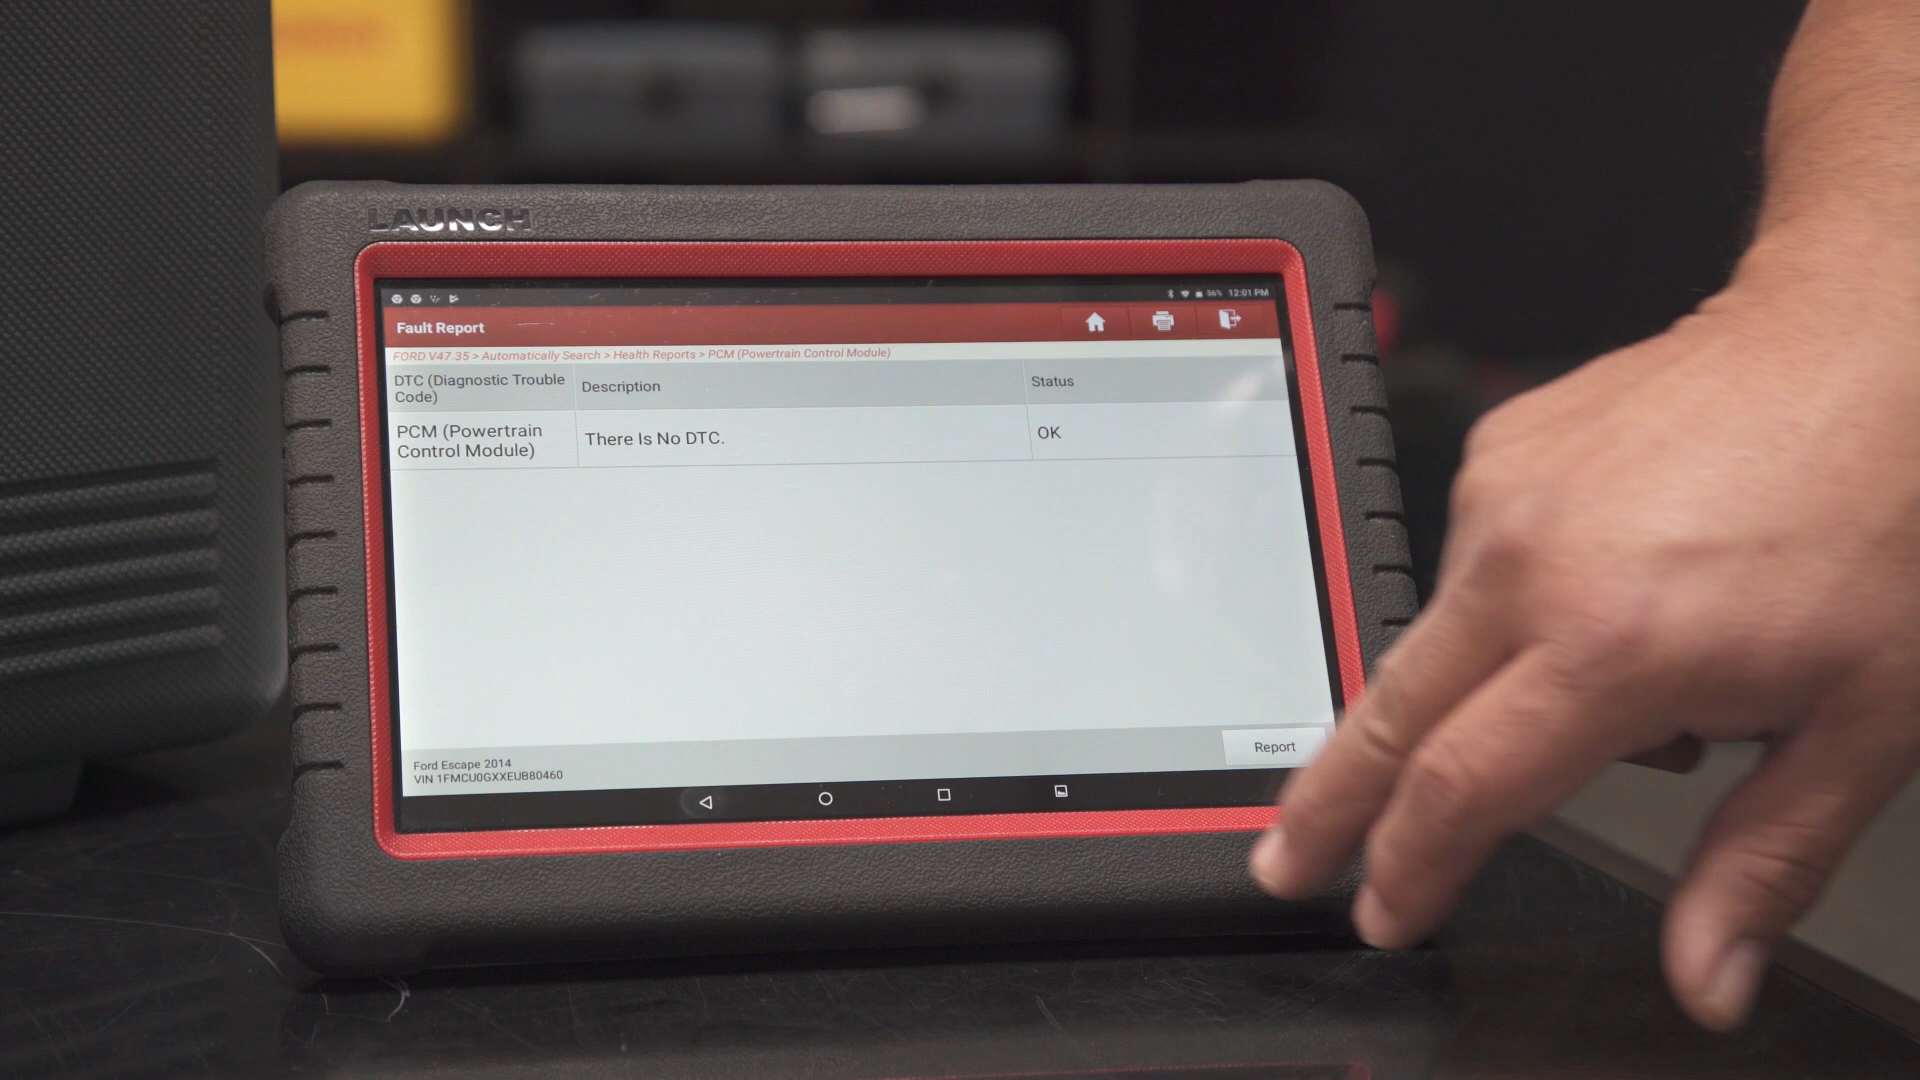 LAUNCH
56% 12:01 PM
Fault Report
FORD V47.35 > Automatically Search > Health Reports > PCM (Powertrain Control Module)
DTC (Diagnostic Trouble
Code)
Description
Status
PCM (Powertrain
Control Module)
There Is No DTC.
OK
Ford Escape 2014
VIN 1FMCU0GXXEUB80460
Report